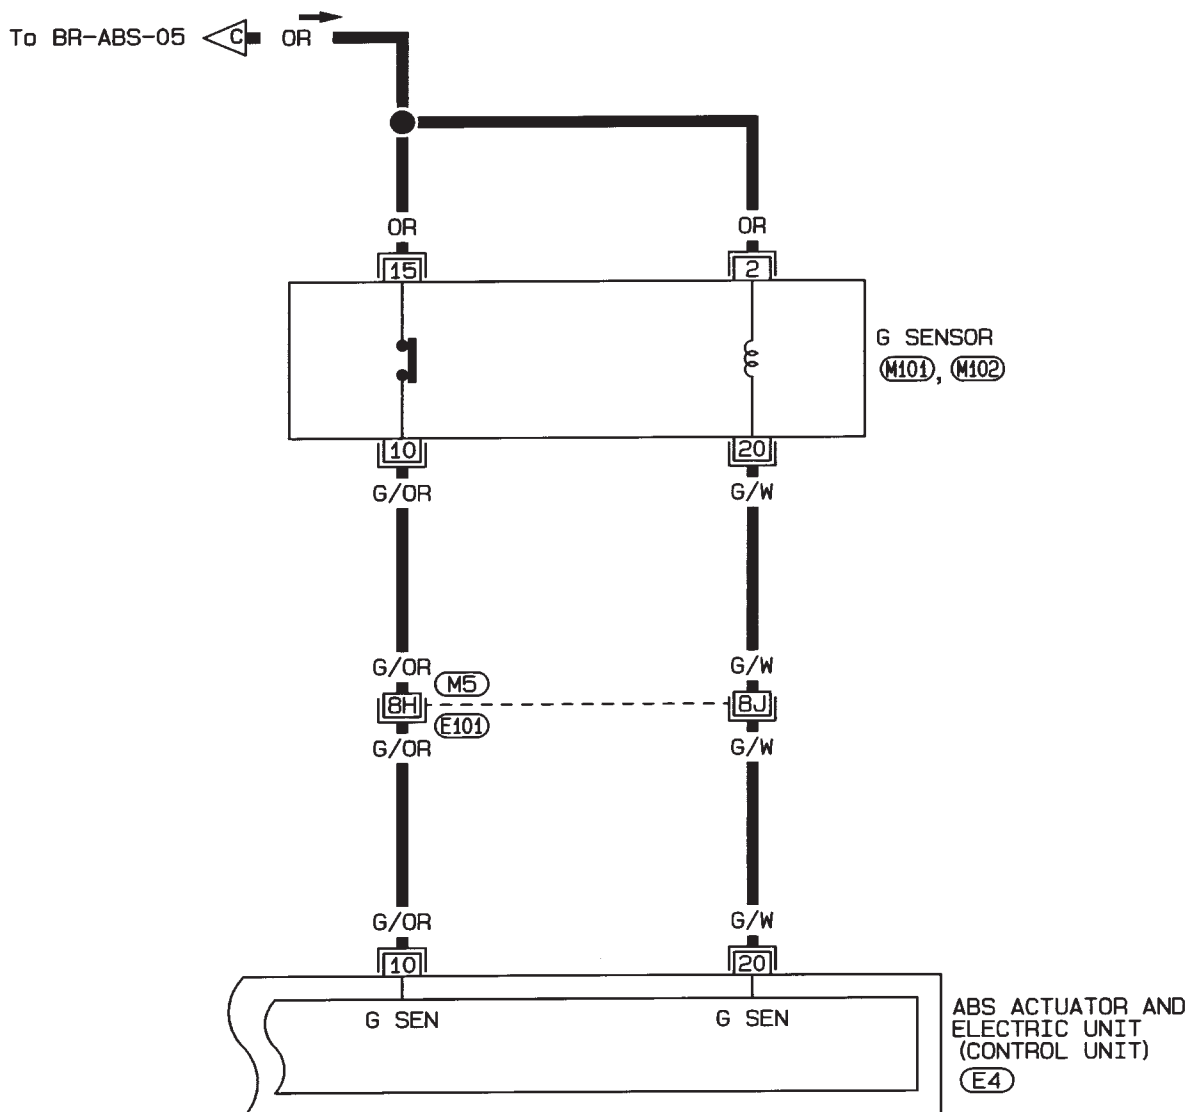 To BR-ABS-05 C OR
OR OR
15 2
G SENSOR
M101, M102
10 20
G/OR G/W
G/OR G/W
M5
8H 8J
E101
G/OR G/W
G/OR G/W
10 20
G SEN G SEN
ABS ACTUATOR AND
ELECTRIC UNIT
(CONTROL UNIT)
E4